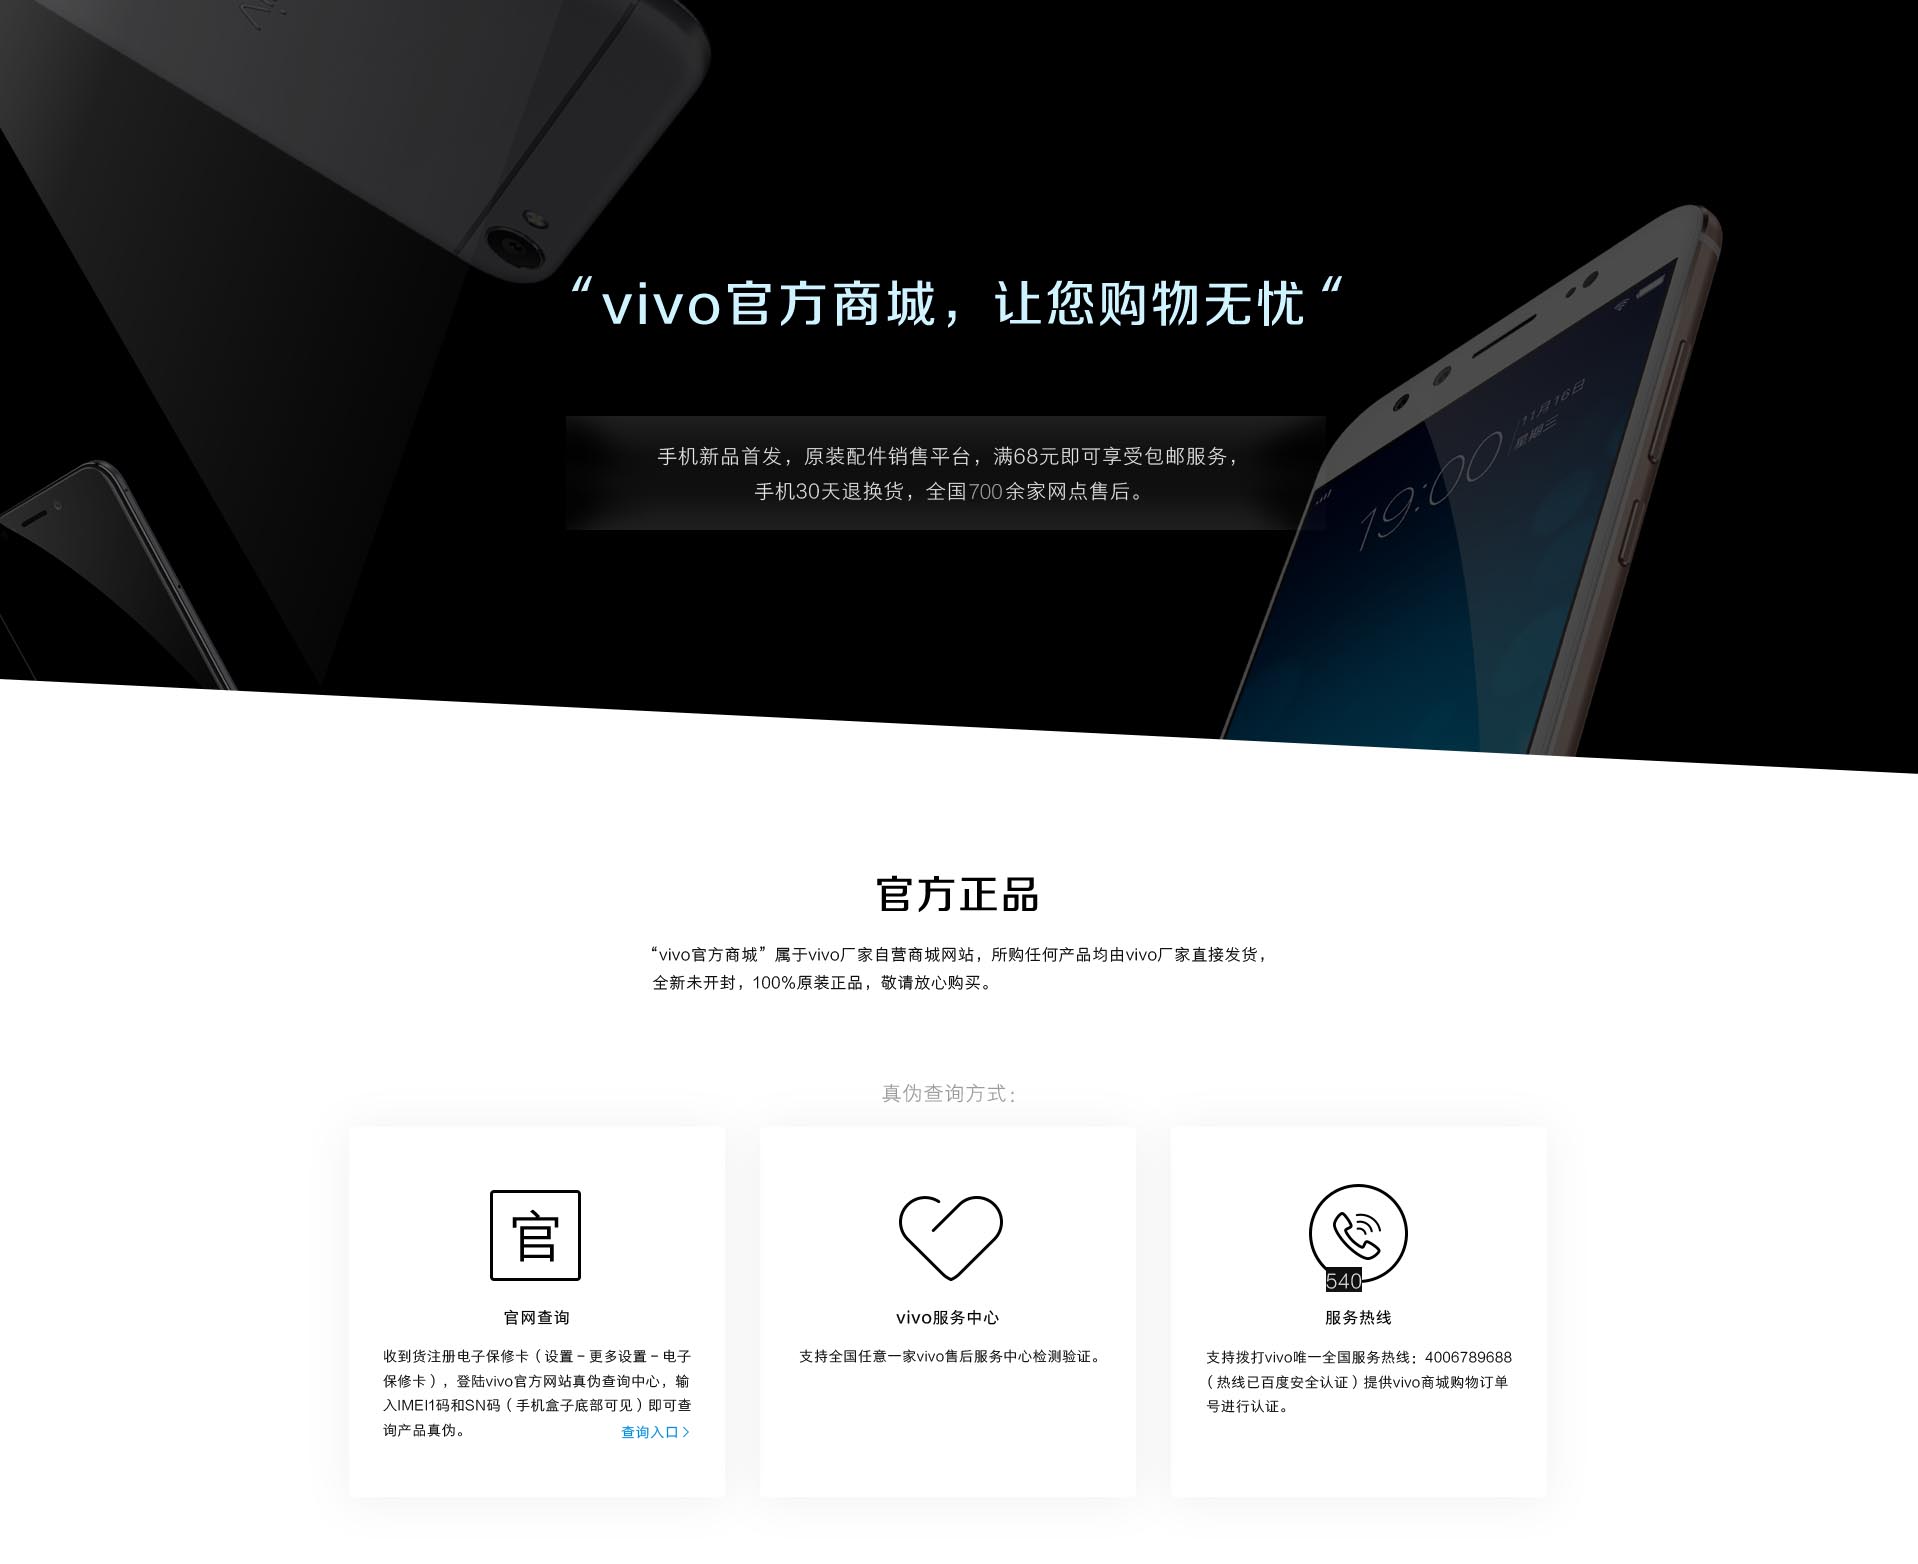 vivo
“vivo官方商城，让您购物无忧“
手机新品首发，原装配件销售平台，满68元即可享受包邮服务，
手机30天退换货，全国700余家网点售后。
11月16日
星期三
19:00
官方正品
“vivo官方商城”属于vivo厂家自营商城网站，所购任何产品均由vivo厂家直接发货，
全新未开封，100%原装正品，敬请放心购买。
真伪查询方式：
官
官网查询
收到货注册电子保修卡（设置－更多设置－电子
保修卡），登陆vivo官方网站真伪查询中心，输
入IMEI1码和SN码（手机盒子底部可见）即可查
询产品真伪。
查询入口>
vivo服务中心
支持全国任意一家vivo售后服务中心检测验证。
540
服务热线
支持拨打vivo唯一全国服务热线：4006789688
（热线已百度安全认证）提供vivo商城购物订单
号进行认证。